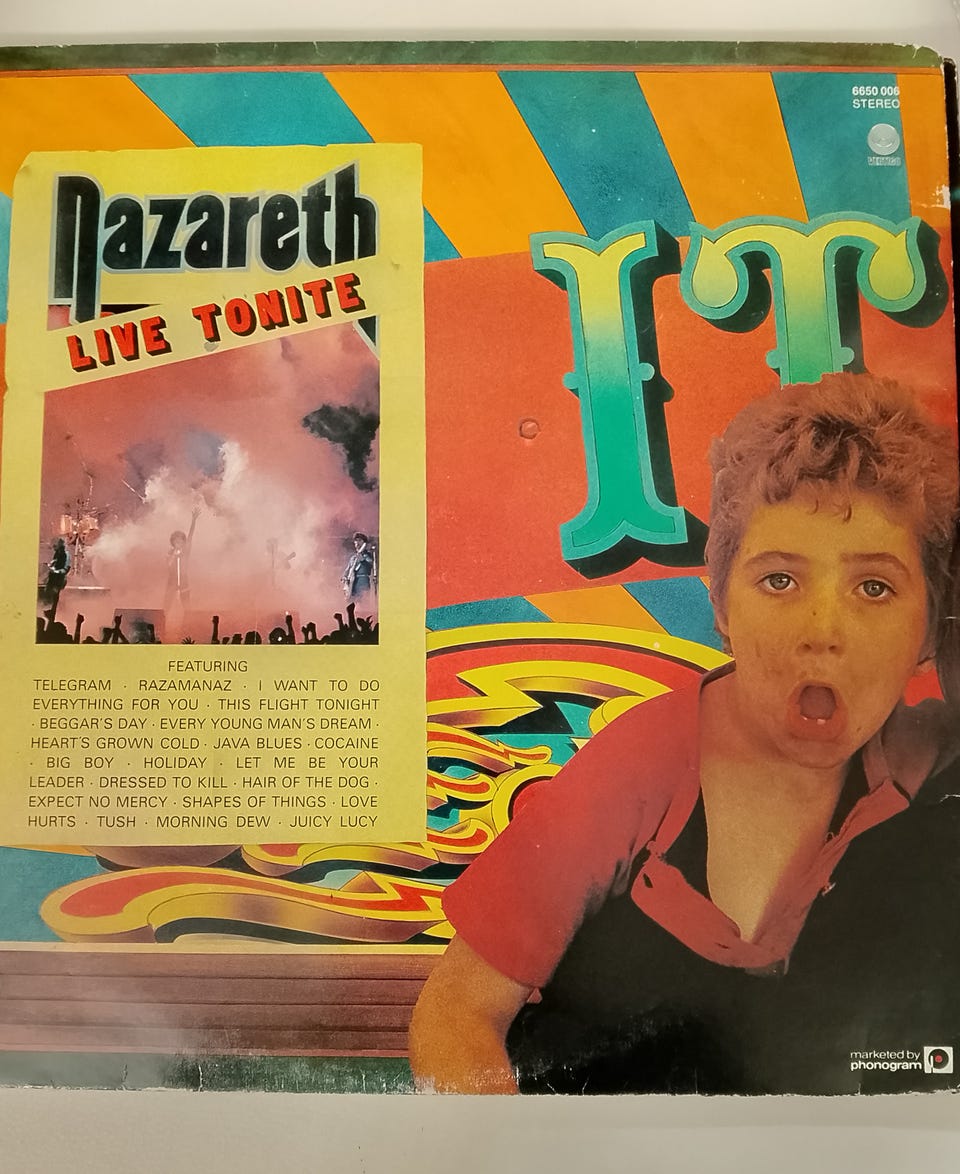 6650 006
STEREO
VERTIGO
Nazareth
LIVE TONITE
IT
FEATURING
TELEGRAM · RAZAMANAZ · I WANT TO DO
EVERYTHING FOR YOU · THIS FLIGHT TONIGHT
· BEGGAR'S DAY · EVERY YOUNG MAN'S DREAM ·
HEART'S GROWN COLD · JAVA BLUES · COCAINE
· BIG BOY · HOLIDAY · LET ME BE YOUR
LEADER · DRESSED TO KILL · HAIR OF THE DOG ·
EXPECT NO MERCY · SHAPES OF THINGS · LOVE
HURTS · TUSH · MORNING DEW · JUICY LUCY
marketed by
phonogram